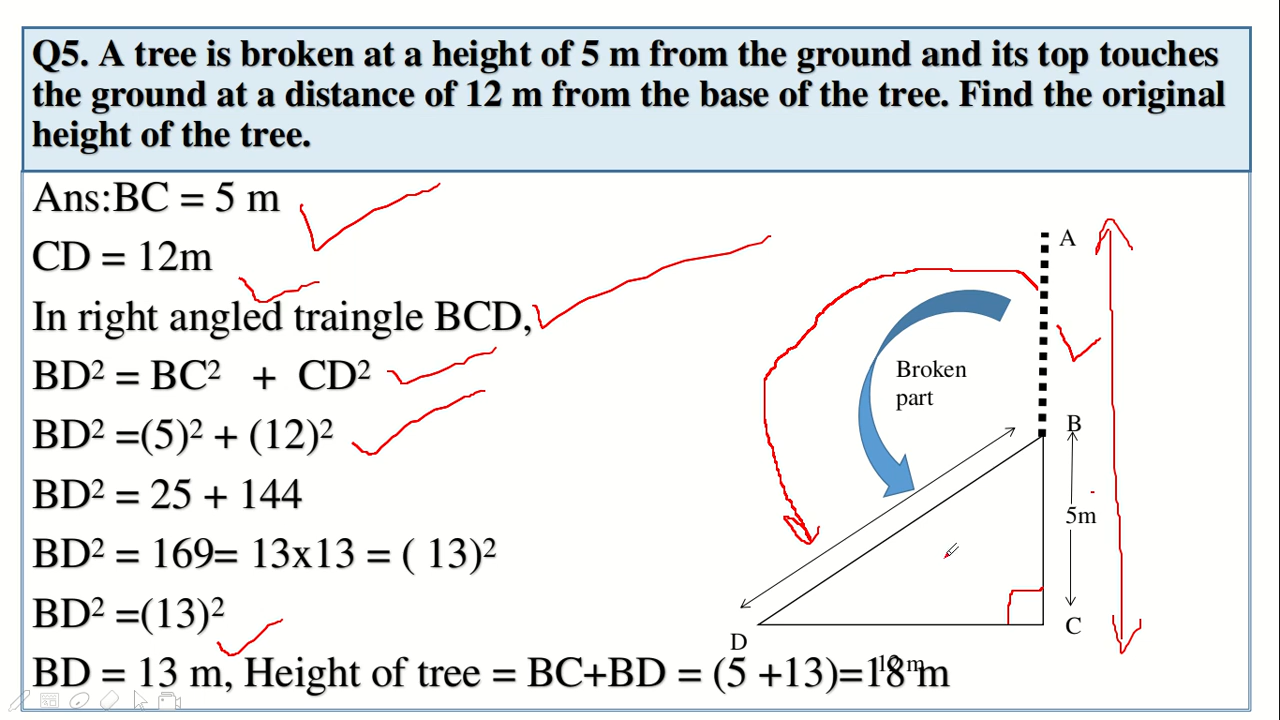 Q5. A tree is broken at a height of 5 m from the ground and its top touches
the ground at a distance of 12 m from the base of the tree. Find the original
height of the tree.
Ans:BC = 5 m
CD = 12m
In right angled traingle BCD,
BD² = BC² + CD²
BD² =(5)² + (12)²
BD² = 25 + 144
BD² = 169= 13x13 = ( 13)²
BD² =(13)²
BD = 13 m, Height of tree = BC+BD = (5 +13)=18 m
A
Broken
part
B
5m
C
D